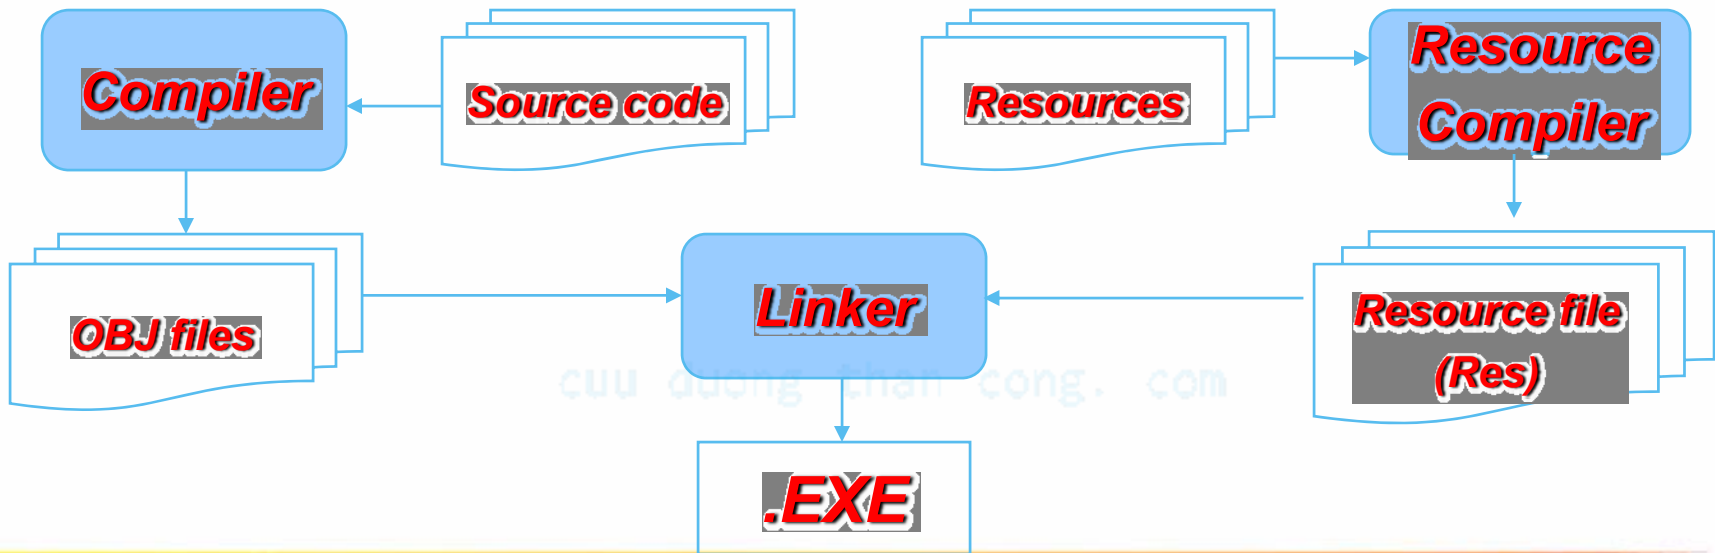 Compiler
Source code
Resources
Resource
Compiler
OBJ files
Linker
Resource file
(Res)
cuu duong than cong. com
.EXE